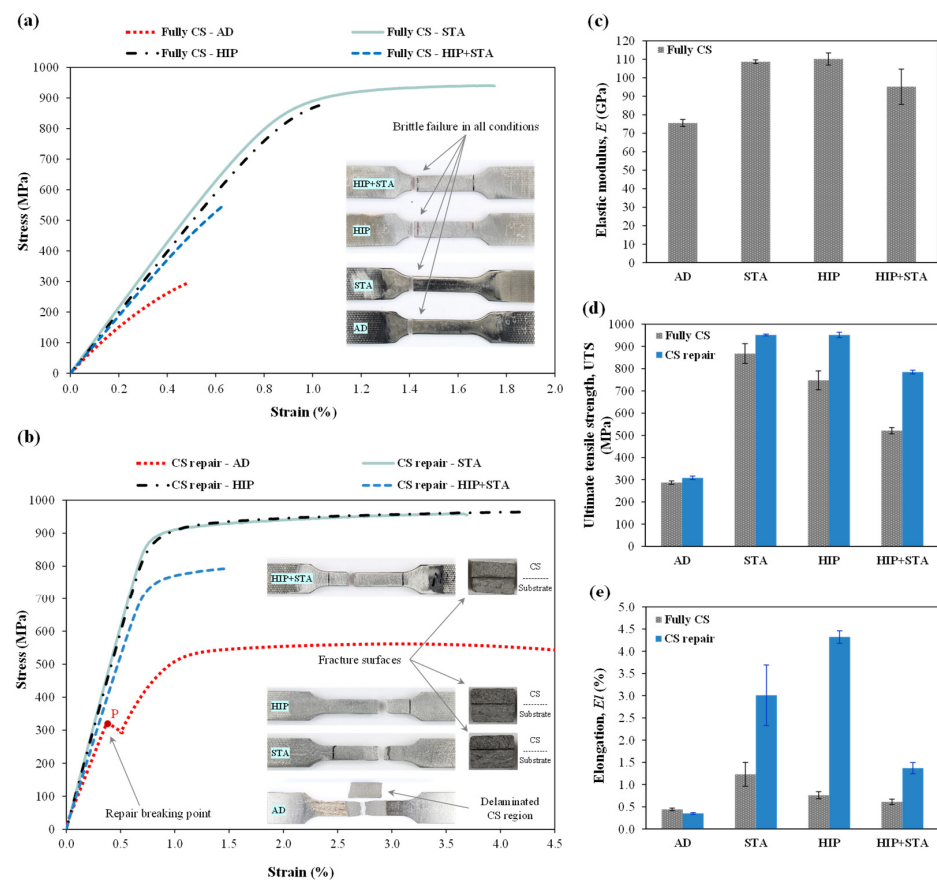 (a)
Fully CS - AD
Fully CS - STA
Fully CS - HIP
Fully CS - HIP+STA
1000
900
800
700
600
500
400
300
200
100
0
Stress (MPa)
0.0 0.2 0.4 0.6 0.8 1.0 1.2 1.4 1.6 1.8 2.0
Strain (%)
Brittle failure in all conditions
HIP+STA
HIP
STA
AD
(b)
CS repair - AD
CS repair - STA
CS repair - HIP
CS repair - HIP+STA
1000
900
800
700
600
500
400
300
200
100
0
Stress (MPa)
0.0 0.5 1.0 1.5 2.0 2.5 3.0 3.5 4.0 4.5
Strain (%)
P
Repair breaking point
HIP+STA
CS
Substrate
Fracture surfaces
HIP
CS
Substrate
STA
CS
Substrate
AD
Delaminated
CS region
(c)
Fully CS
120
110
100
90
80
70
60
50
40
30
20
10
0
Elastic modulus, E (GPa)
AD STA HIP HIP+STA
(d)
Fully CS
CS repair
1000
900
800
700
600
500
400
300
200
100
0
Ultimate tensile strength, UTS
(MPa)
AD STA HIP HIP+STA
(e)
Fully CS
CS repair
5.0
4.5
4.0
3.5
3.0
2.5
2.0
1.5
1.0
0.5
0.0
Elongation, El (%)
AD STA HIP HIP+STA